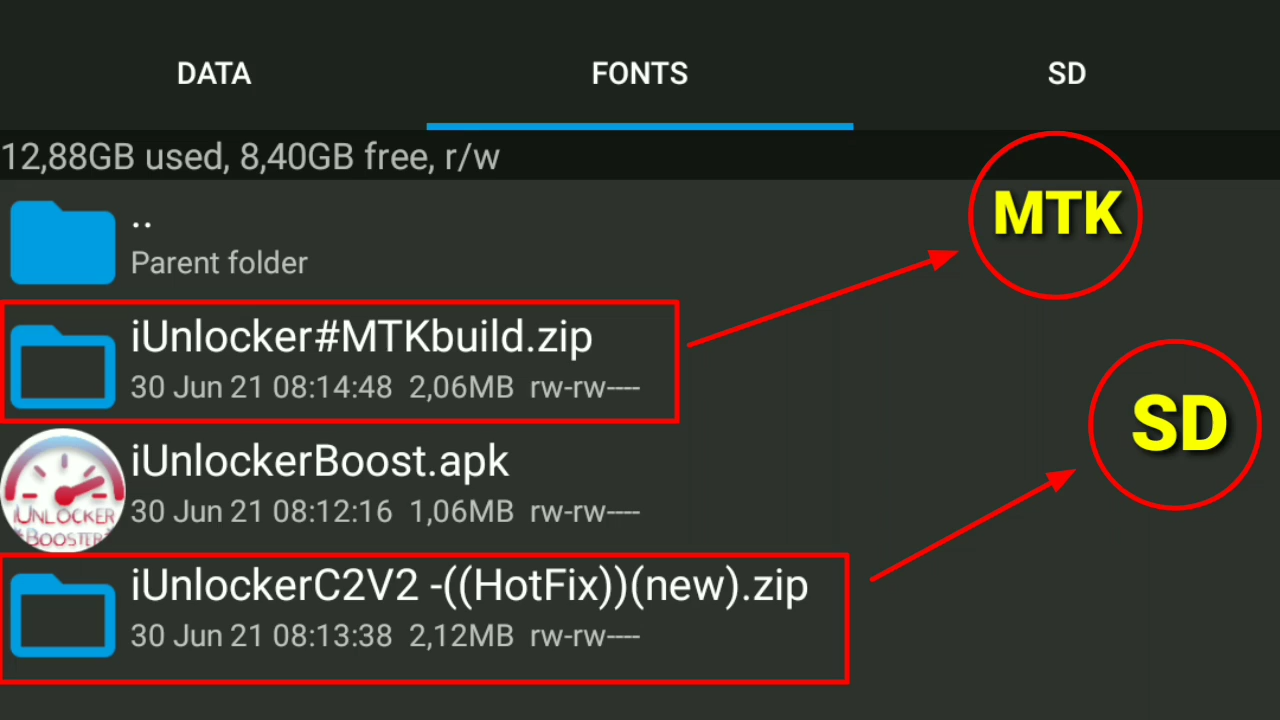 DATA FONTS SD
12,88GB used, 8,40GB free, r/w
..
Parent folder
MTK
iUnlocker#MTKbuild.zip
30 Jun 21 08:14:48 2,06MB rw-rw----
SD
iUnlockerBoost.apk
30 Jun 21 08:12:16 1,06MB rw-rw----
iUNLOCKER
BOOSTER
iUnlockerC2V2 -((HotFix))(new).zip
30 Jun 21 08:13:38 2,12MB rw-rw----